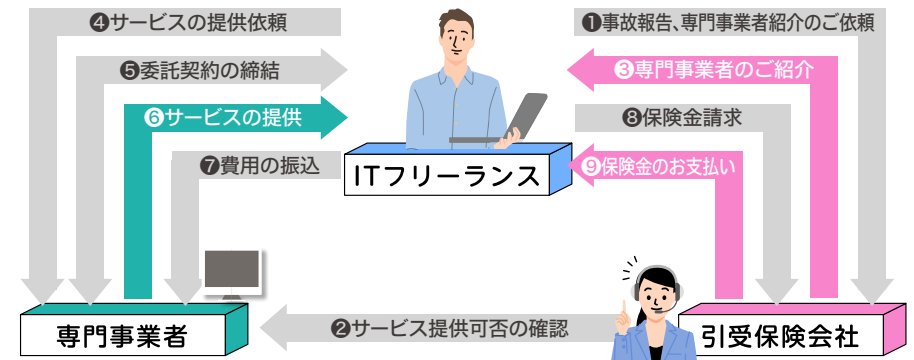 ❹サービスの提供依頼
❶事故報告、専門事業者紹介のご依頼
❺委託契約の締結
❸専門事業者のご紹介
❻サービスの提供
❽保険金請求
❼費用の振込
ITフリーランス
❾保険金のお支払い
❷サービス提供可否の確認
専門事業者
引受保険会社